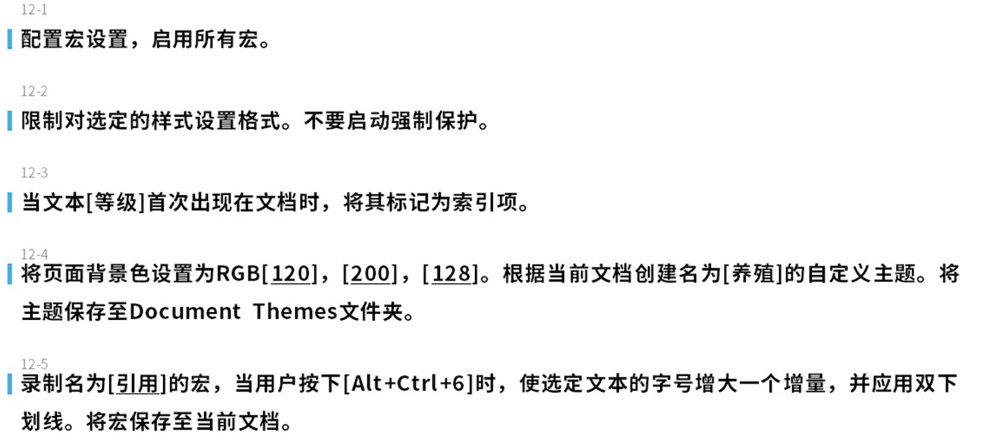 12-1
配置宏设置，启用所有宏。
12-2
限制对选定的样式设置格式。不要启动强制保护。
12-3
当文本[等级]首次出现在文档时，将其标记为索引项。
12-4
将页面背景色设置为RGB[120]，[200]，[128]。根据当前文档创建名为[养殖]的自定义主题。将
主题保存至Document Themes文件夹。
12-5
录制名为[引用]的宏，当用户按下[Alt+Ctrl+6]时，使选定文本的字号增大一个增量，并应用双下
划线。将宏保存至当前文档。